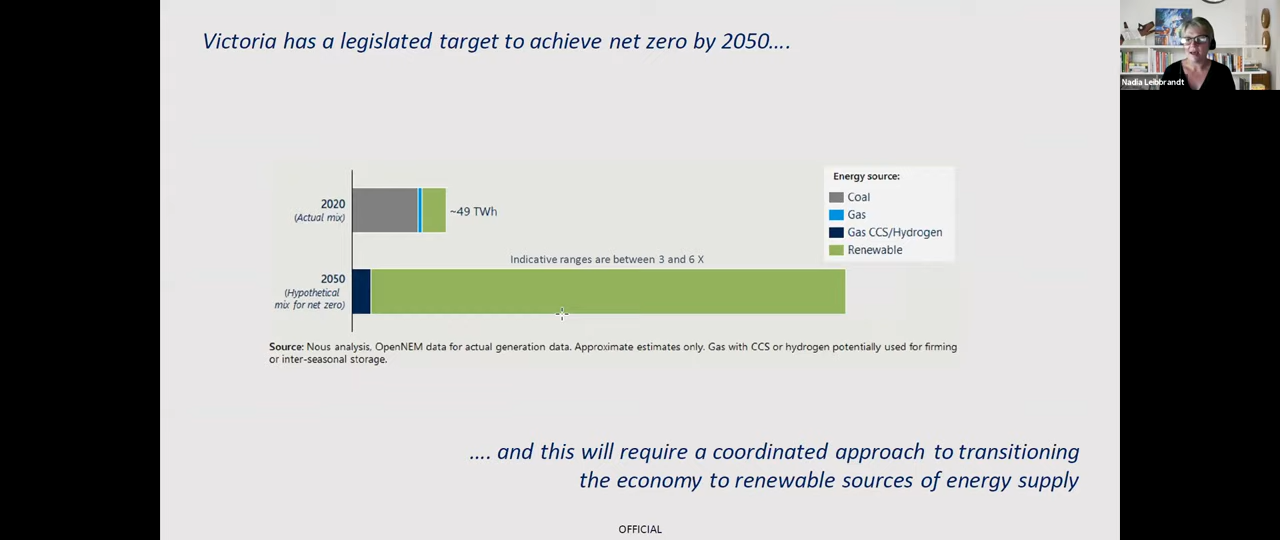 Victoria has a legislated target to achieve net zero by 2050....
Nadia Leibbrandt
Energy source:
Coal
Gas
Gas CCS/Hydrogen
Renewable
2020
(Actual mix)
~49 TWh
Indicative ranges are between 3 and 6 X
2050
(Hypothetical
mix for net zero)
Source: Nous analysis, OpenNEM data for actual generation data. Approximate estimates only. Gas with CCS or hydrogen potentially used for firming
or inter-seasonal storage.
.... and this will require a coordinated approach to transitioning
the economy to renewable sources of energy supply
OFFICIAL